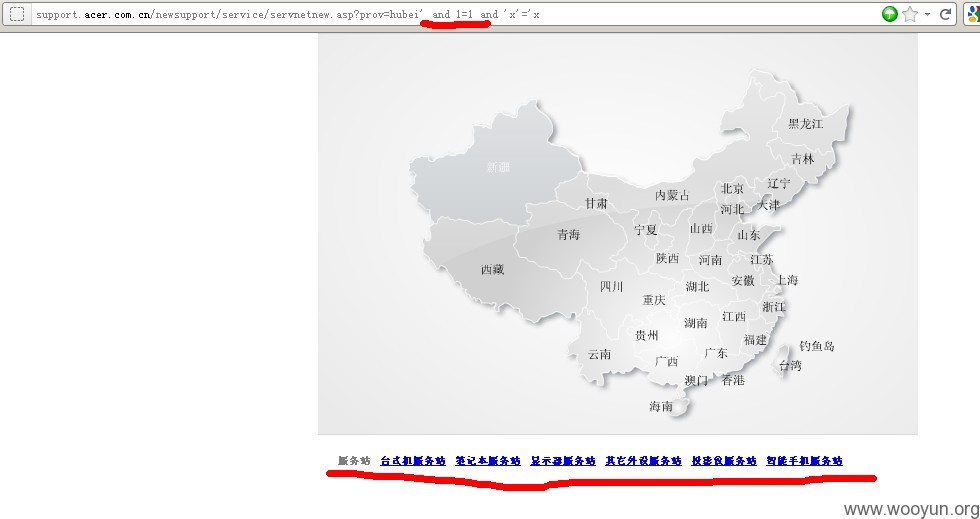 support.acer.com.cn/newsupport/service/servnetnew.asp?prov=hubei' and 1=1 and 'x'='x
黑龙江
吉林
新疆
辽宁
北京
内蒙古
甘肃
河北
天津
宁夏
山西
山东
青海
陕西
河南
江苏
西藏
安徽
上海
四川
湖北
重庆
浙江
江西
湖南
贵州
福建
钓鱼岛
云南
广东
广西
台湾
澳门
香港
海南
服务站 台式机服务站 笔记本服务站 显示器服务站 其它外设服务站 投影仪服务站 智能手机服务站
www.wooyun.org